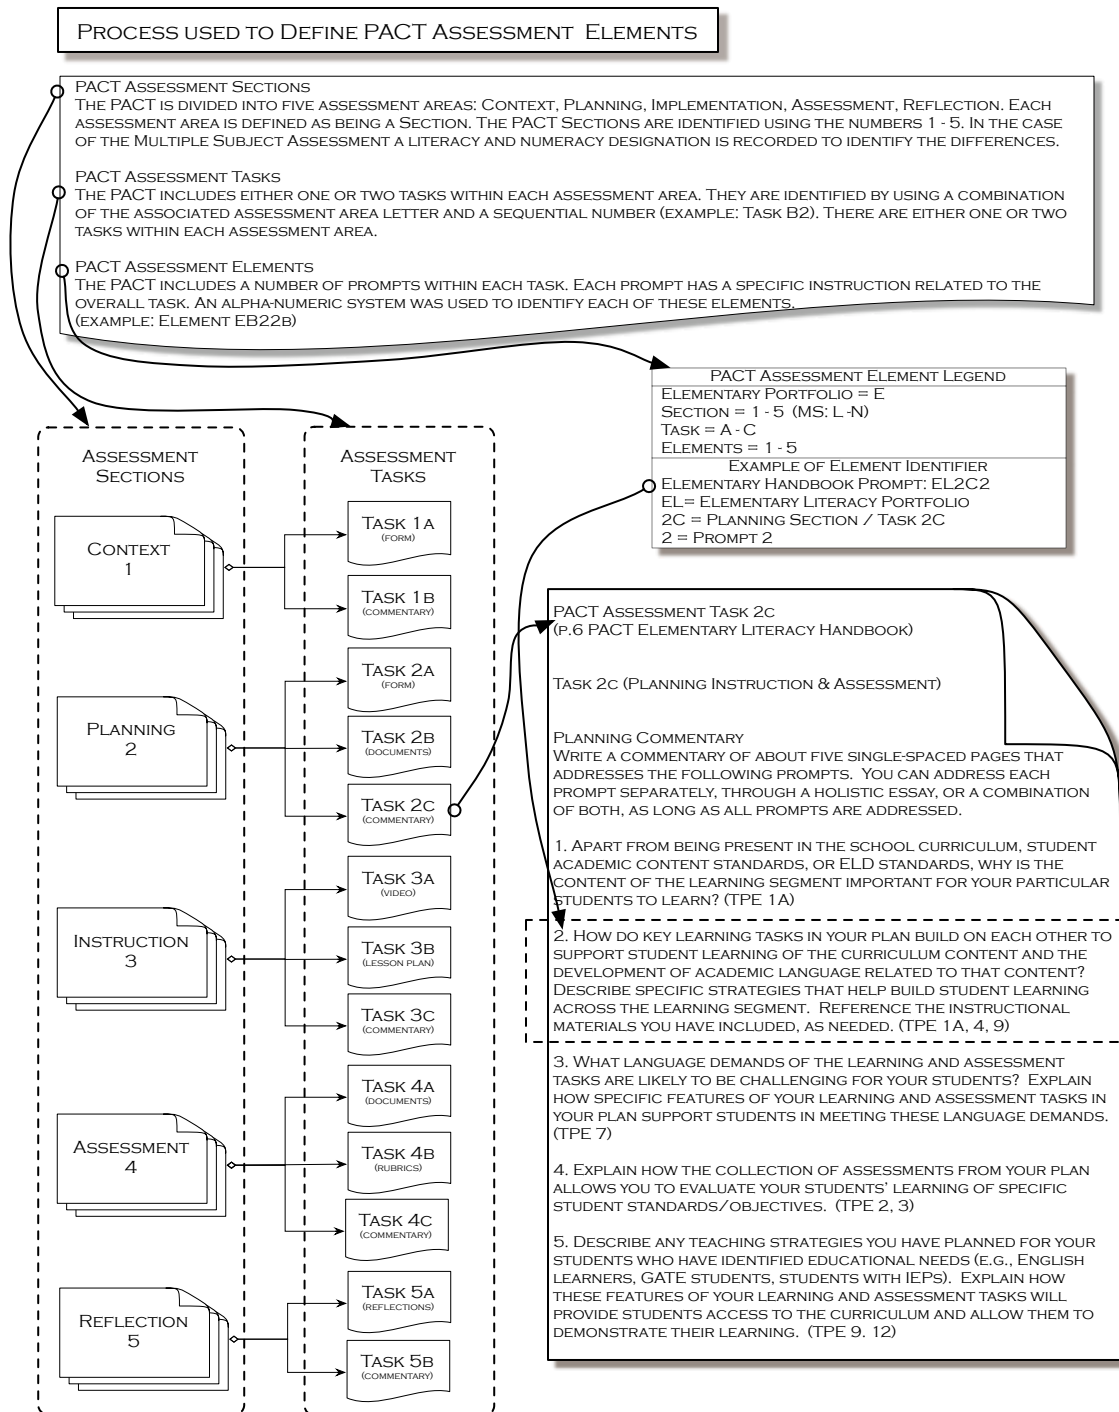 Process used to Define PACT Assessment Elements
PACT Assessment Sections
The PACT is divided into five assessment areas: Context, Planning, Implementation, Assessment, Reflection. Each
assessment area is defined as being a Section. The PACT Sections are identified using the numbers 1 - 5. In the case
of the Multiple Subject Assessment a literacy and numeracy designation is recorded to identify the differences.
PACT Assessment Tasks
The PACT includes either one or two tasks within each assessment area. They are identified by using a combination
of the associated assessment area letter and a sequential number (example: Task B2). There are either one or two
tasks within each assessment area.
PACT Assessment Elements
The PACT includes a number of prompts within each task. Each prompt has a specific instruction related to the
overall task. An alpha-numeric system was used to identify each of these elements.
(example: Element EB22b)
PACT Assessment Element Legend
Elementary Portfolio = E
Section = 1 - 5 (MS: L -N)
Task = A - C
Elements = 1 - 5
Example of Element Identifier
Elementary Handbook Prompt: EL2C2
EL= Elementary Literacy Portfolio
2C = Planning Section / Task 2C
2 = Prompt 2
Assessment
Sections
Context
1
Planning
2
Instruction
3
Assessment
4
Reflection
5
Assessment
Tasks
Task 1A
(form)
Task 1B
(commentary)
Task 2A
(form)
Task 2B
(documents)
Task 2C
(commentary)
Task 3A
(video)
Task 3B
(lesson plan)
Task 3C
(commentary)
Task 4A
(documents)
Task 4B
(rubrics)
Task 4C
(commentary)
Task 5A
(reflections)
Task 5B
(commentary)
PACT Assessment Task 2c
(p.6 PACT Elementary Literacy Handbook)
Task 2c (Planning Instruction & Assessment)
Planning Commentary
Write a commentary of about five single-spaced pages that
addresses the following prompts. You can address each
prompt separately, through a holistic essay, or a combination
of both, as long as all prompts are addressed.
1. Apart from being present in the school curriculum, student
academic content standards, or ELD standards, why is the
content of the learning segment important for your particular
students to learn? (TPE 1A)
2. How do key learning tasks in your plan build on each other to
support student learning of the curriculum content and the
development of academic language related to that content?
Describe specific strategies that help build student learning
across the learning segment. Reference the instructional
materials you have included, as needed. (TPE 1A, 4, 9)
3. What language demands of the learning and assessment
tasks are likely to be challenging for your students? Explain
how specific features of your learning and assessment tasks in
your plan support students in meeting these language demands.
(TPE 7)
4. Explain how the collection of assessments from your plan
allows you to evaluate your students' learning of specific
student standards/objectives. (TPE 2, 3)
5. Describe any teaching strategies you have planned for your
students who have identified educational needs (e.g., English
learners, GATE students, students with IEPs). Explain how
these features of your learning and assessment tasks will
provide students access to the curriculum and allow them to
demonstrate their learning. (TPE 9. 12)